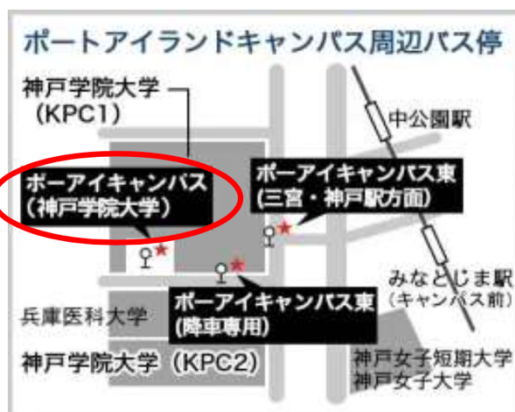 ポートアイランドキャンパス周辺バス停
神戸学院大学
(KPC1)
中公園駅
ポーアイキャンパス
(神戸学院大学)
ポーアイキャンパス東
(三宮・神戸駅方面)
みなとじま駅
(キャンパス前)
ポーアイキャンパス東
(降車専用)
兵庫医科大学
神戸学院大学(KPC2)
神戸女子短期大学
神戸女子大学